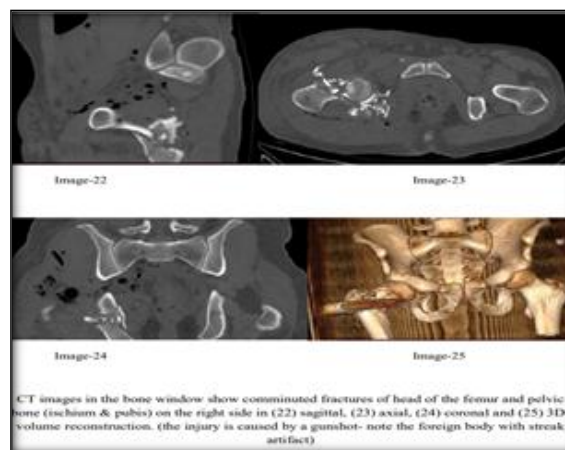 Image-22
Image-23
Image-24
Image-25
CT images in the bone window show comminuted fractures of head of the femur and pelvic
bone (ischium & pubis) on the right side in (22) sagittal, (23) axial, (24) coronal and (25) 3D
volume reconstruction. (the injury is caused by a gunshot- note the foreign body with streak
artifact)